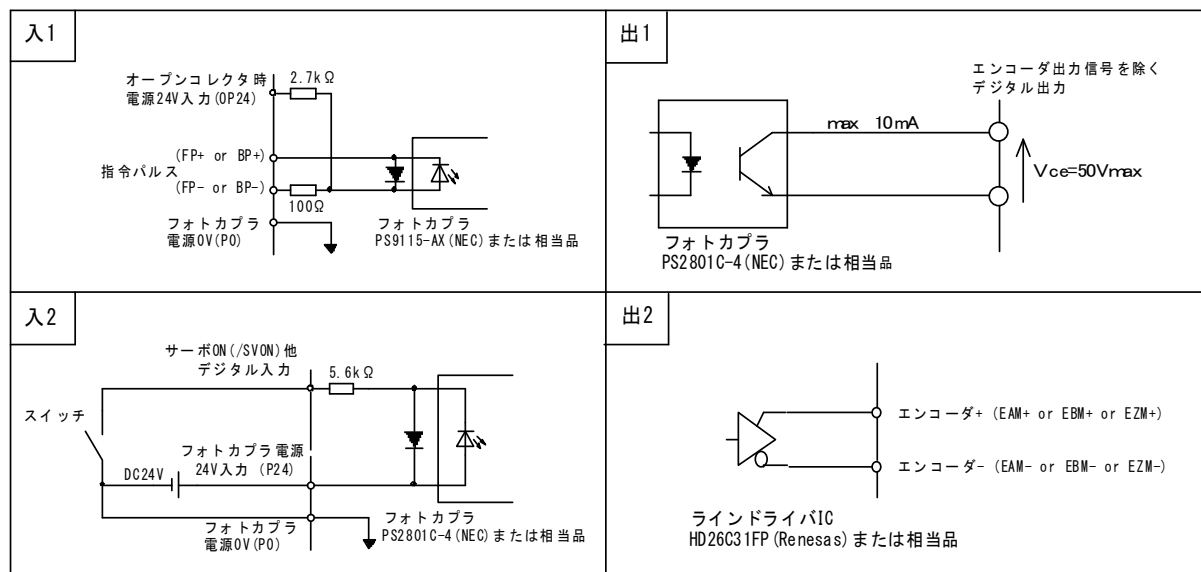 入1
オープンコレクタ時
電源24V入力(OP24)
2.7kΩ
指令パルス
(FP+ or BP+)
(FP- or BP-)
100Ω
フォトカプラ
電源0V(P0)
フォトカプラ
PS9115-AX(NEC)または相当品
出1
エンコーダ出力信号を除く
デジタル出力
max 10mA
Vce=50Vmax
フォトカプラ
PS2801C-4(NEC)または相当品
入2
サーボON(/SVON)他
デジタル入力
5.6kΩ
スイッチ
フォトカプラ電源
24V入力 (P24)
DC24V
フォトカプラ
電源0V(P0)
フォトカプラ
PS2801C-4(NEC)または相当品
出2
エンコーダ+ (EAM+ or EBM+ or EZM+)
エンコーダ- (EAM- or EBM- or EZM-)
ラインドライバIC
HD26C31FP(Renesas)または相当品